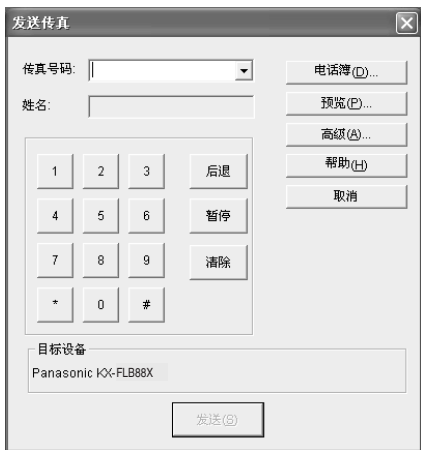 发送传真
传真号码:
电话簿(D)...
姓名:
预览(P)...
高级(A)...
帮助(H)
取消
1 2 3 后退
4 5 6 暂停
7 8 9 清除
* 0 #
目标设备
Panasonic KX-FLB88X
发送(S)